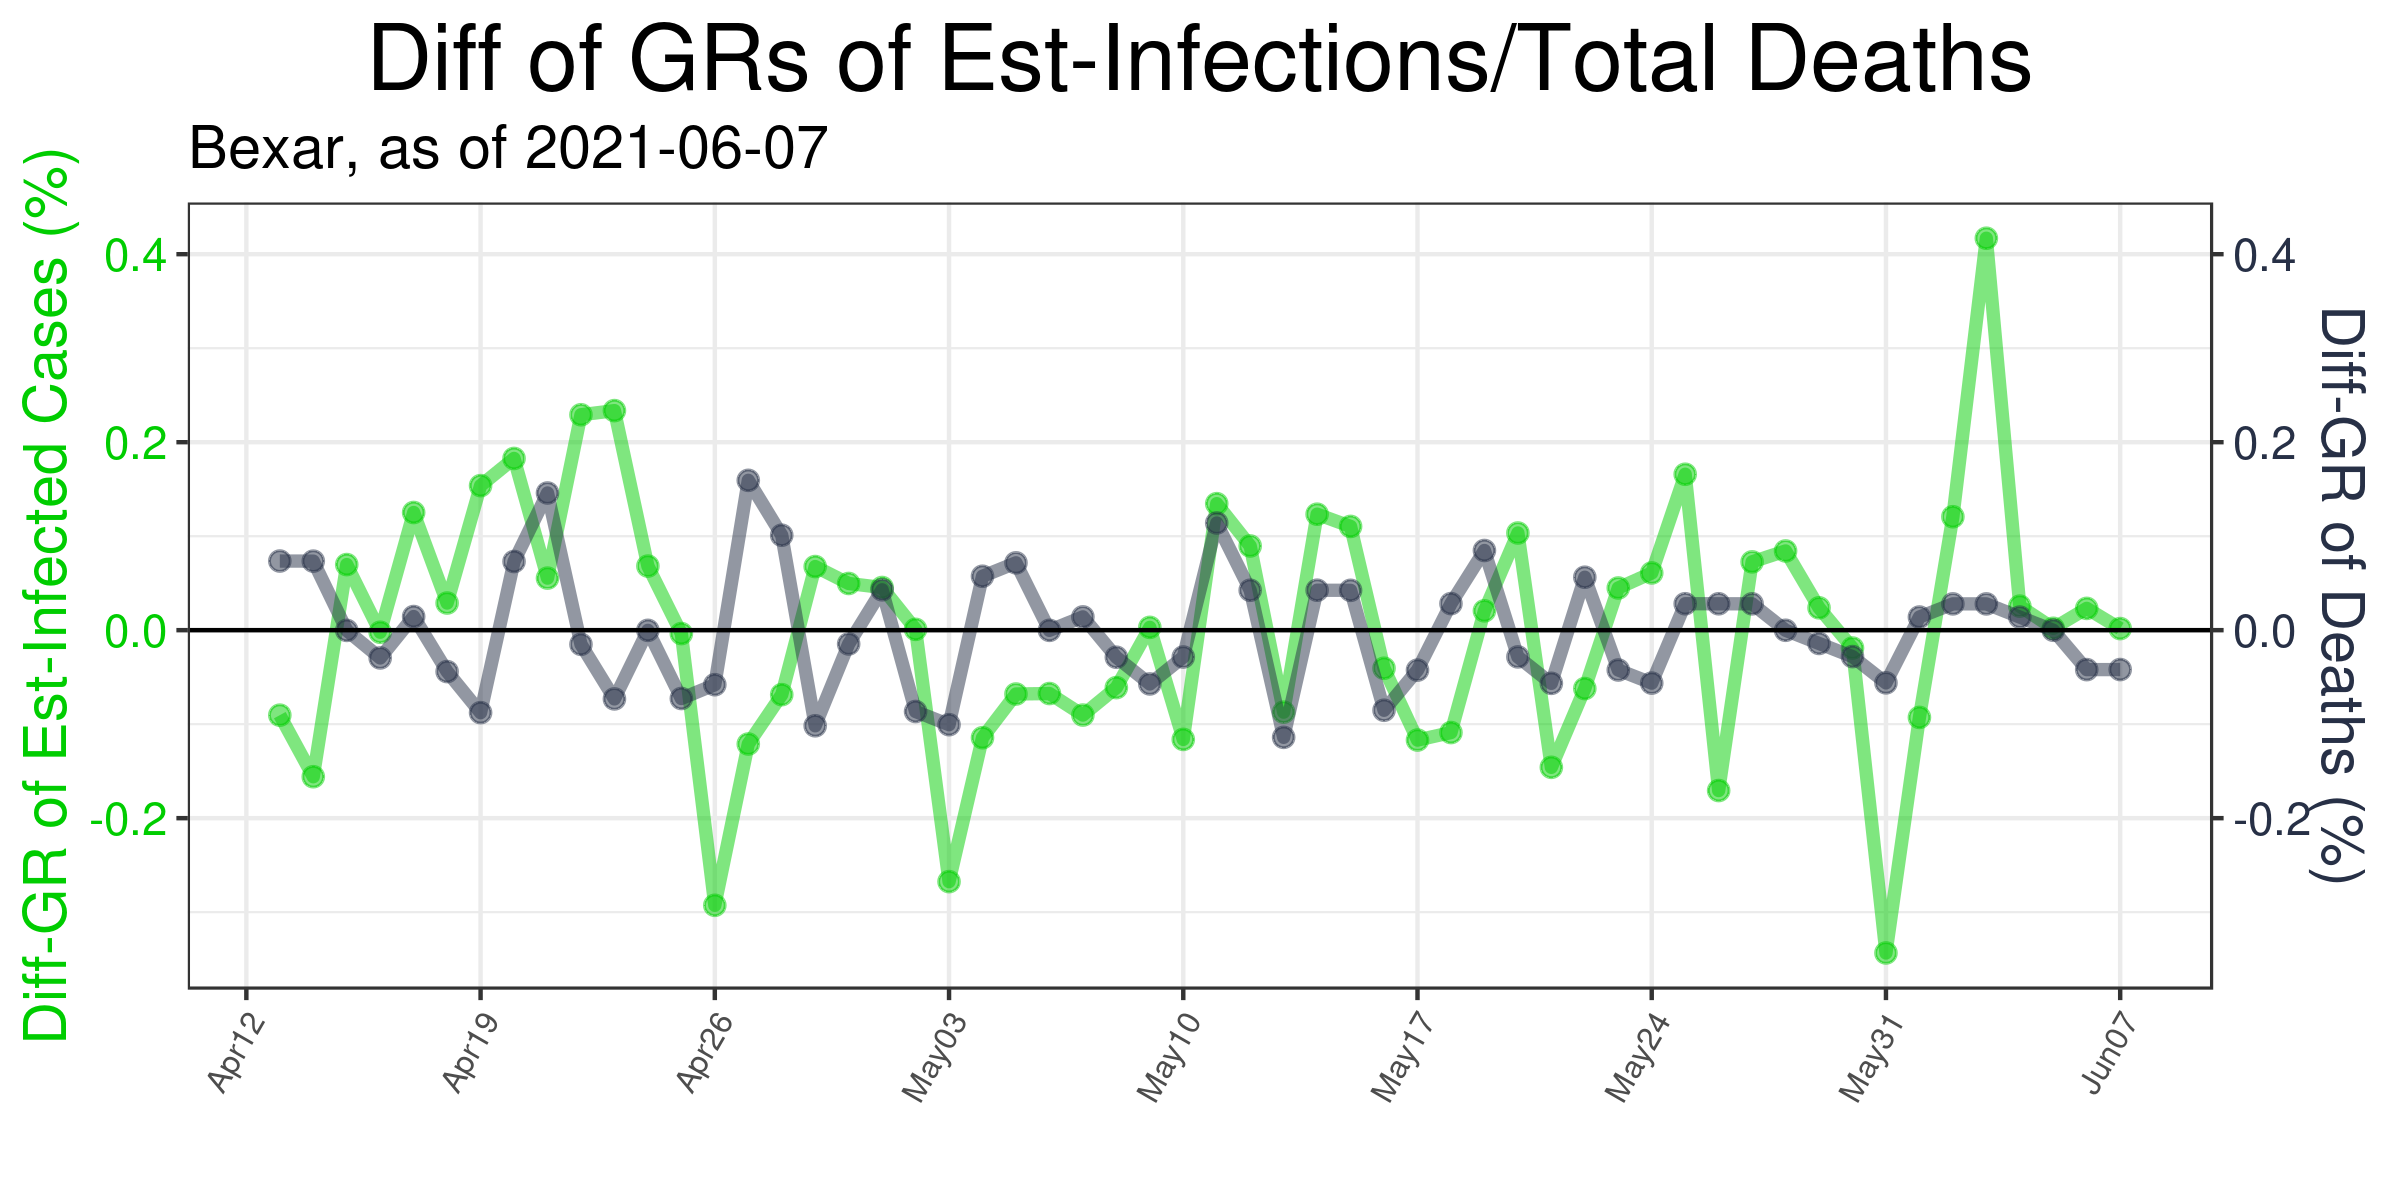 Diff of GRs of Est-Infections/Total Deaths
Bexar, as of 2021-06-07
Diff-GR of Est-Infected Cases (%)
0.4
0.2
0.0
-0.2
0.4
0.2
0.0
-0.2
Diff-GR of Deaths (%)
Apr12
Apr19
Apr26
May03
May10
May17
May24
May31
Jun07